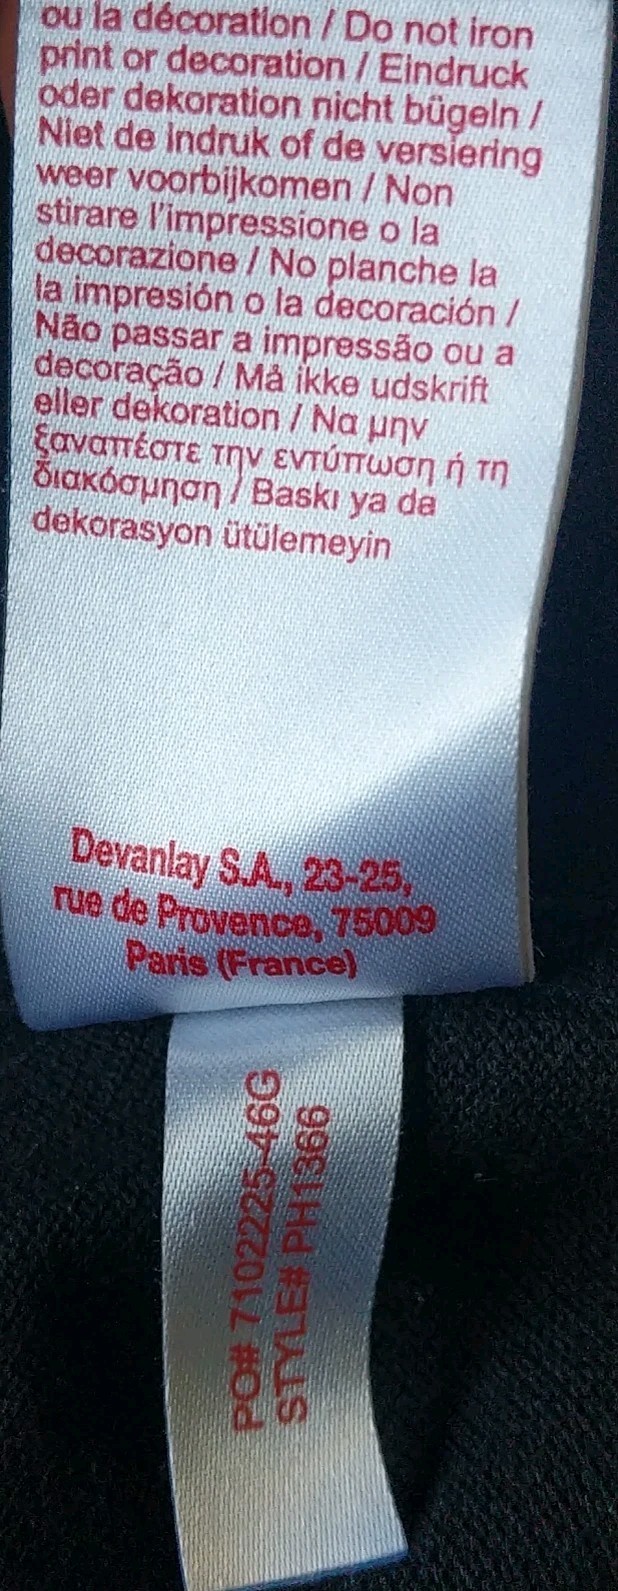 ou la décoration / Do not iron
print or decoration / Eindruck
oder dekoration nicht bügeln /
Niet de indruk of de versiering
weer voorbijkomen / Non
stirare l'impressione o la
decorazione / No planche la
la impresión o la decoración /
Não passar a impressão ou a
decoração / Må ikke udskrift
eller dekoration / Να μην
ξαναπέστε την εντύπωση ή τη
διακόσμηση / Baskı ya da
dekorasyon ütülemeyin
Devanlay S.A., 23-25,
rue de Provence, 75009
Paris (France)
PO# 7102225-46G
STYLE# PH1366